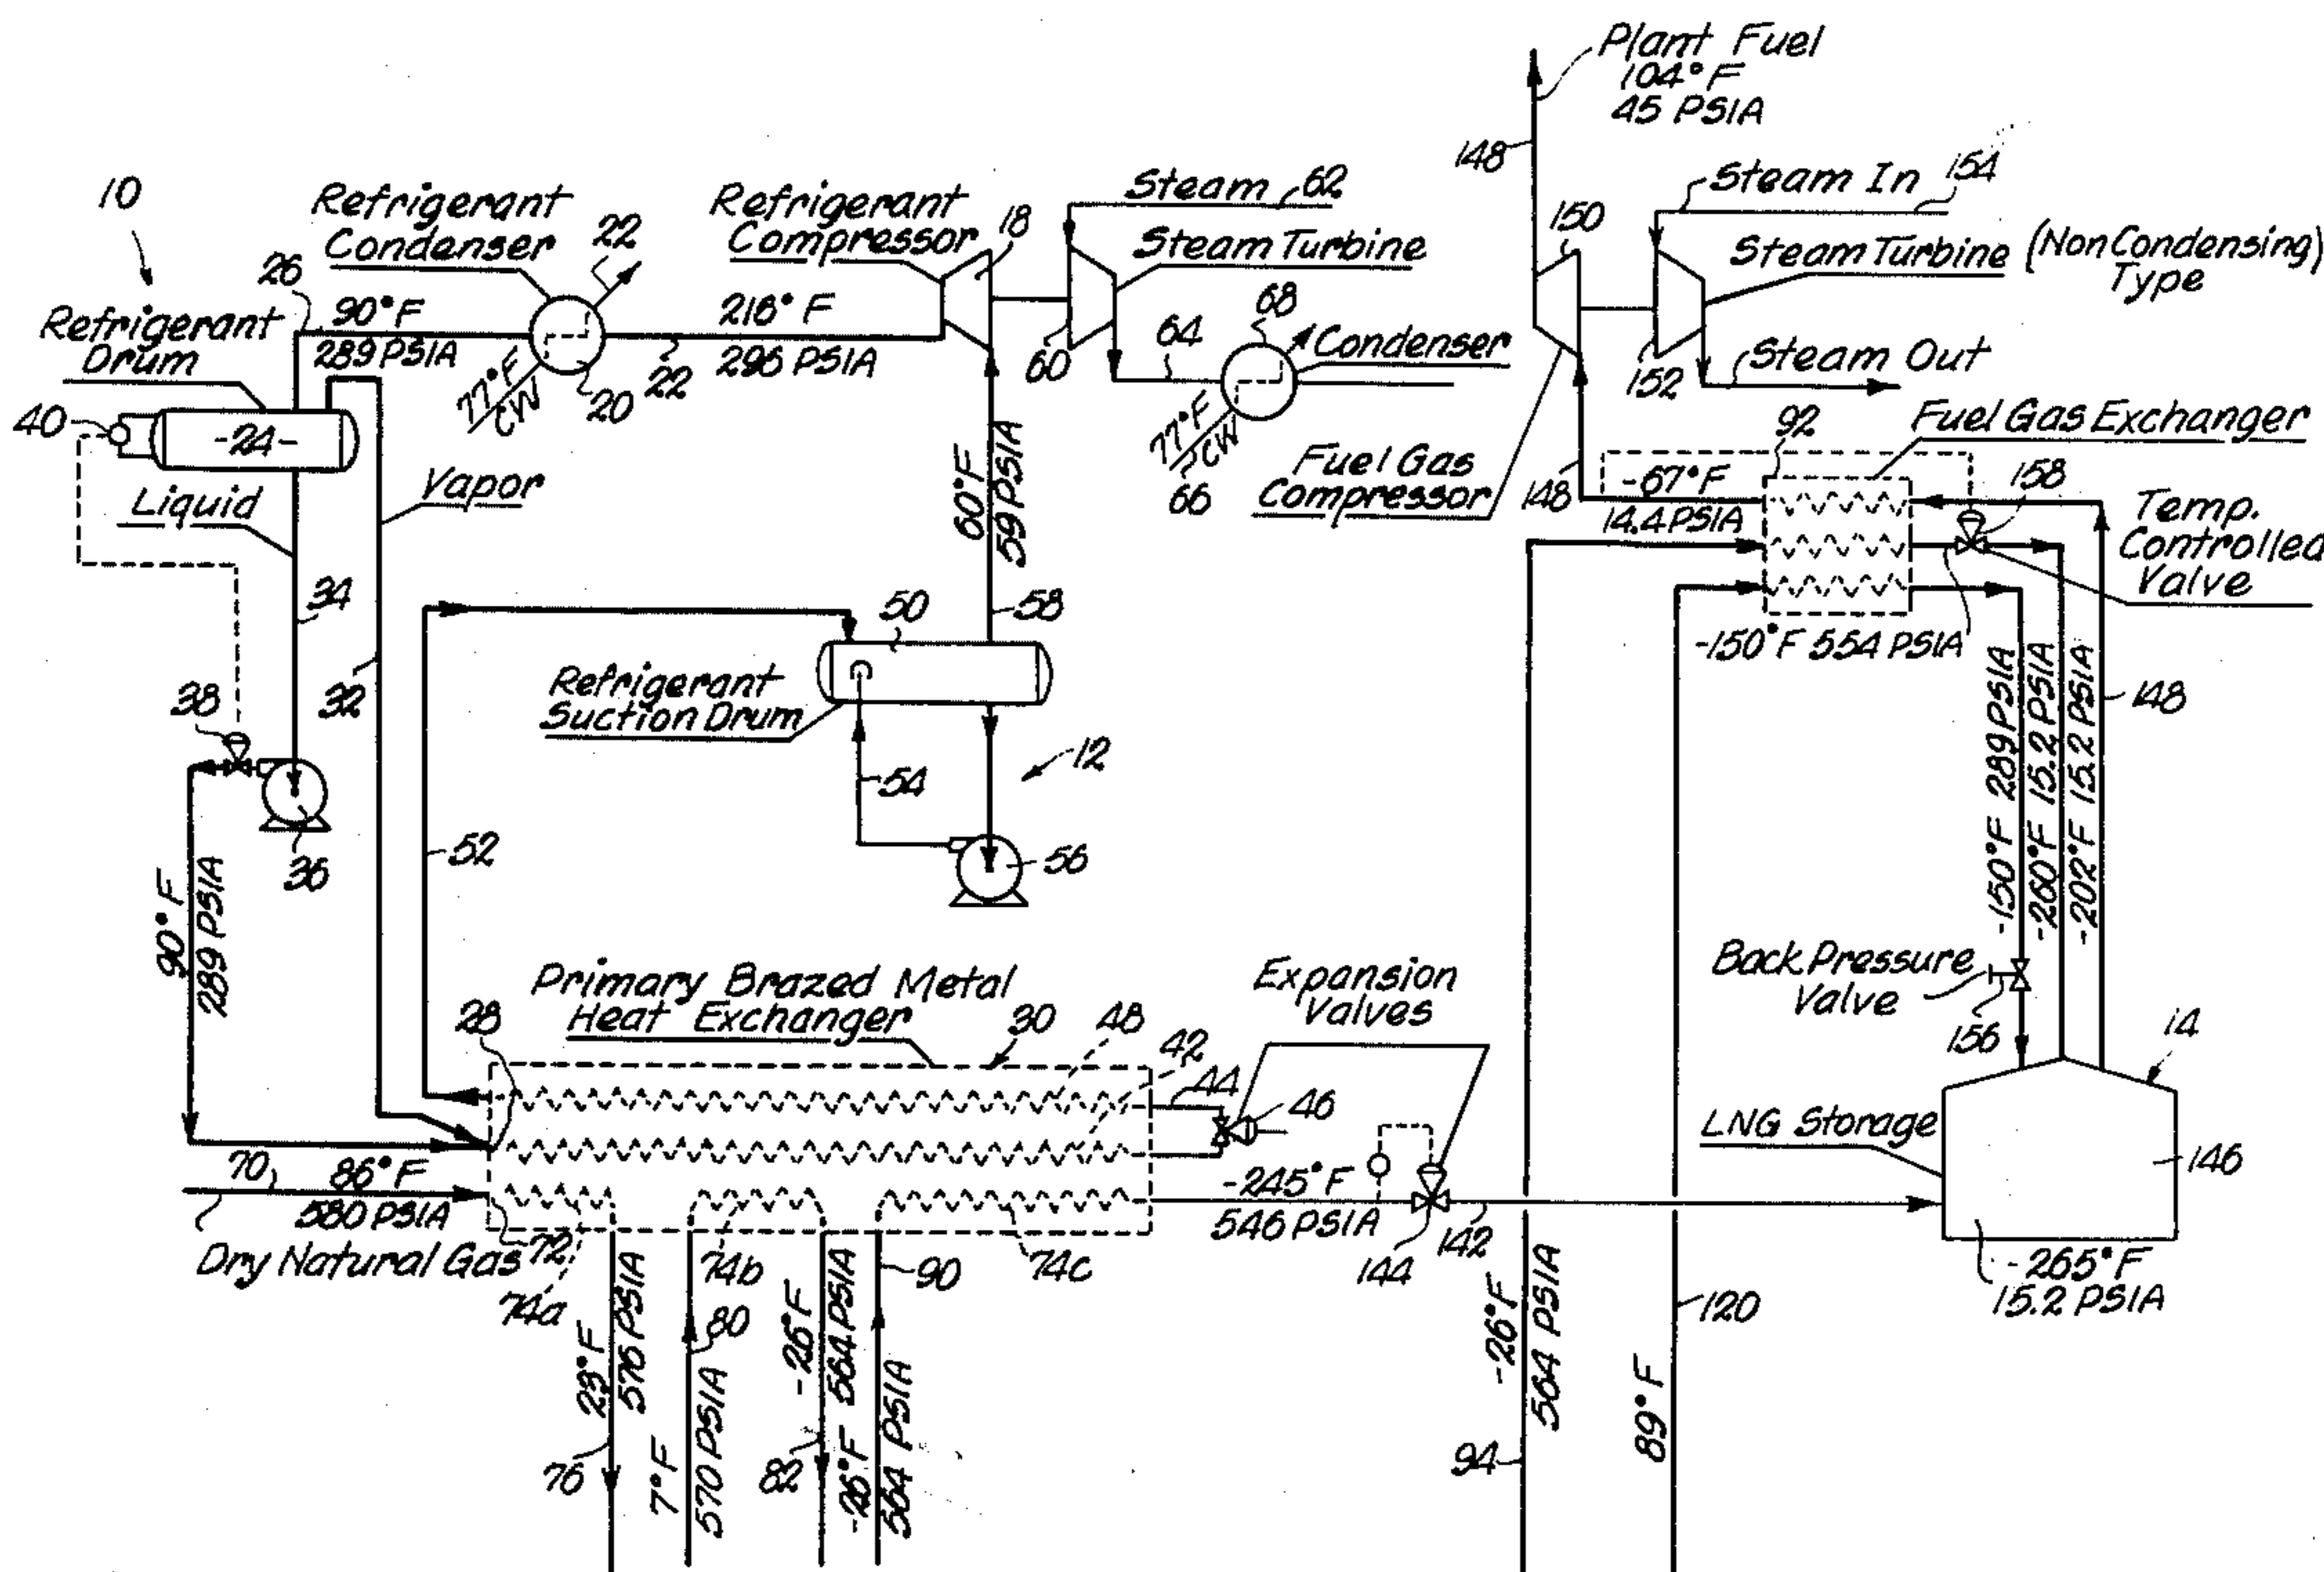 Plant Fuel
104°F
45 PSIA
148
10
Refrigerant
Condenser
22
Refrigerant
Compressor
18
Steam 62
Steam Turbine
150
Steam In 154
Steam Turbine (Non Condensing)
Type
26
90°F
289 PSIA
216°F
296 PSIA
22
20
77°F
CW
60
64
68
Condenser
77°F
CW
66
152
Steam Out
Refrigerant
Drum
40
-24-
Liquid
Vapor
60°F
59 PSIA
Fuel Gas
Compressor
148
92
Fuel Gas Exchanger
-67°F
14.4 PSIA
158
Temp.
Controlled
Valve
34
32
50
58
Refrigerant
Suction Drum
-150°F 554 PSIA
38
36
52
54
12
56
148
-150°F 289 PSIA
-260°F 15.2 PSIA
-202°F 15.2 PSIA
90°F
289 PSIA
Primary Brazed Metal
Heat Exchanger
28
30
48
42
44
46
Expansion
Valves
Back Pressure
Valve
156
14
LNG Storage
146
70
86°F
580 PSIA
Dry Natural Gas
72
74a
74b
74c
-245°F
546 PSIA
144
142
-265°F
15.2 PSIA
23°F
576 PSIA
76
80
7°F
570 PSIA
-26°F
564 PSIA
82
90
-26°F
564 PSIA
-26°F
564 PSIA
94
120
89°F